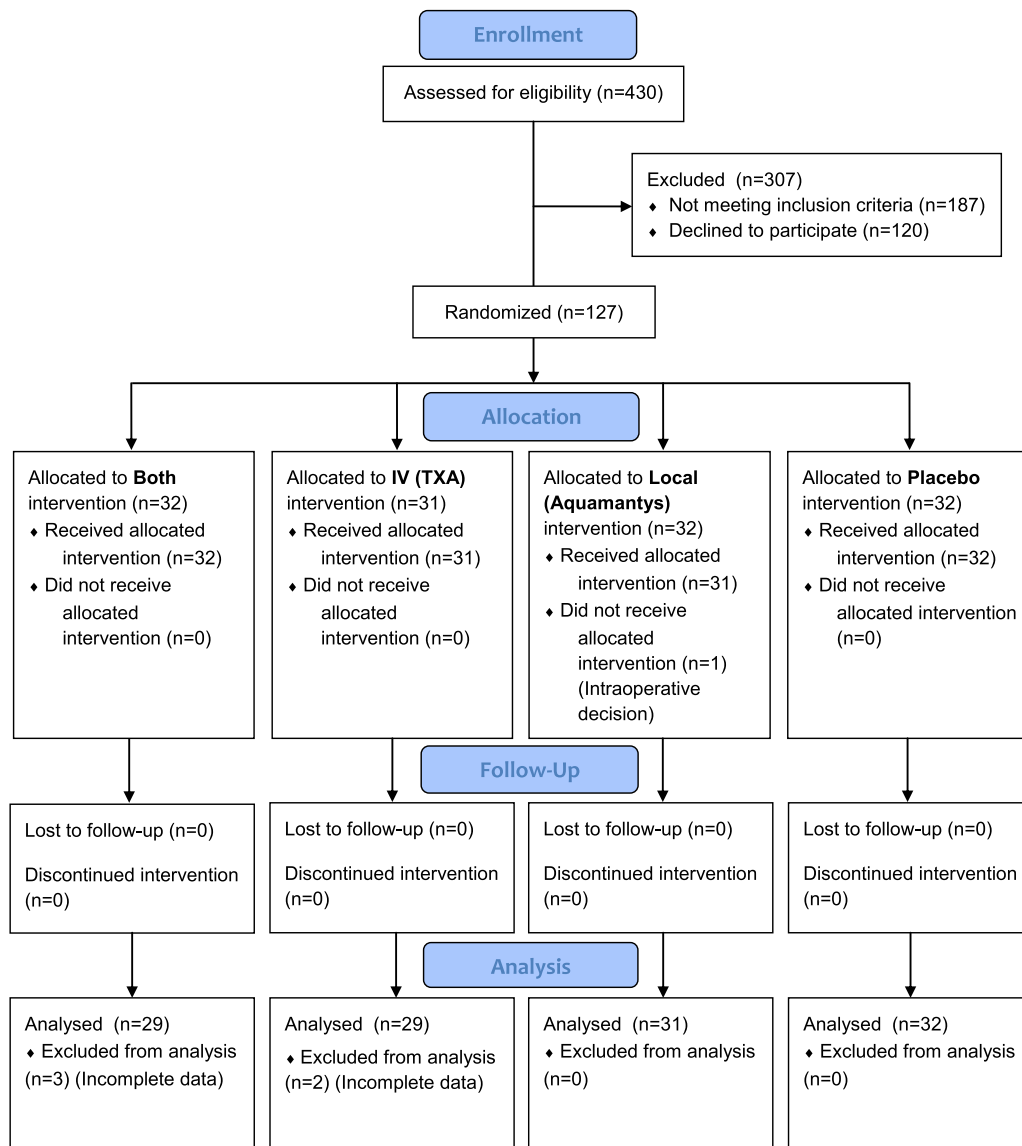 Enrollment
Assessed for eligibility (n=430)
Excluded (n=307)
♦ Not meeting inclusion criteria (n=187)
♦ Declined to participate (n=120)
Randomized (n=127)
Allocation
Allocated to Both
intervention (n=32)
♦ Received allocated
intervention (n=32)
♦ Did not receive
allocated
intervention (n=0)
Allocated to IV (TXA)
intervention (n=31)
♦ Received allocated
intervention (n=31)
♦ Did not receive
allocated
intervention (n=0)
Allocated to Local
(Aquamantys)
intervention (n=32)
♦ Received allocated
intervention (n=31)
♦ Did not receive
allocated
intervention (n=1)
(Intraoperative
decision)
Allocated to Placebo
intervention (n=32)
♦ Received allocated
intervention (n=32)
♦ Did not receive
allocated intervention
(n=0)
Follow-Up
Lost to follow-up (n=0)
Discontinued intervention
(n=0)
Lost to follow-up (n=0)
Discontinued intervention
(n=0)
Lost to follow-up (n=0)
Discontinued intervention
(n=0)
Lost to follow-up (n=0)
Discontinued intervention
(n=0)
Analysis
Analysed (n=29)
♦ Excluded from analysis
(n=3) (Incomplete data)
Analysed (n=29)
♦ Excluded from analysis
(n=2) (Incomplete data)
Analysed (n=31)
♦ Excluded from analysis
(n=0)
Analysed (n=32)
♦ Excluded from analysis
(n=0)